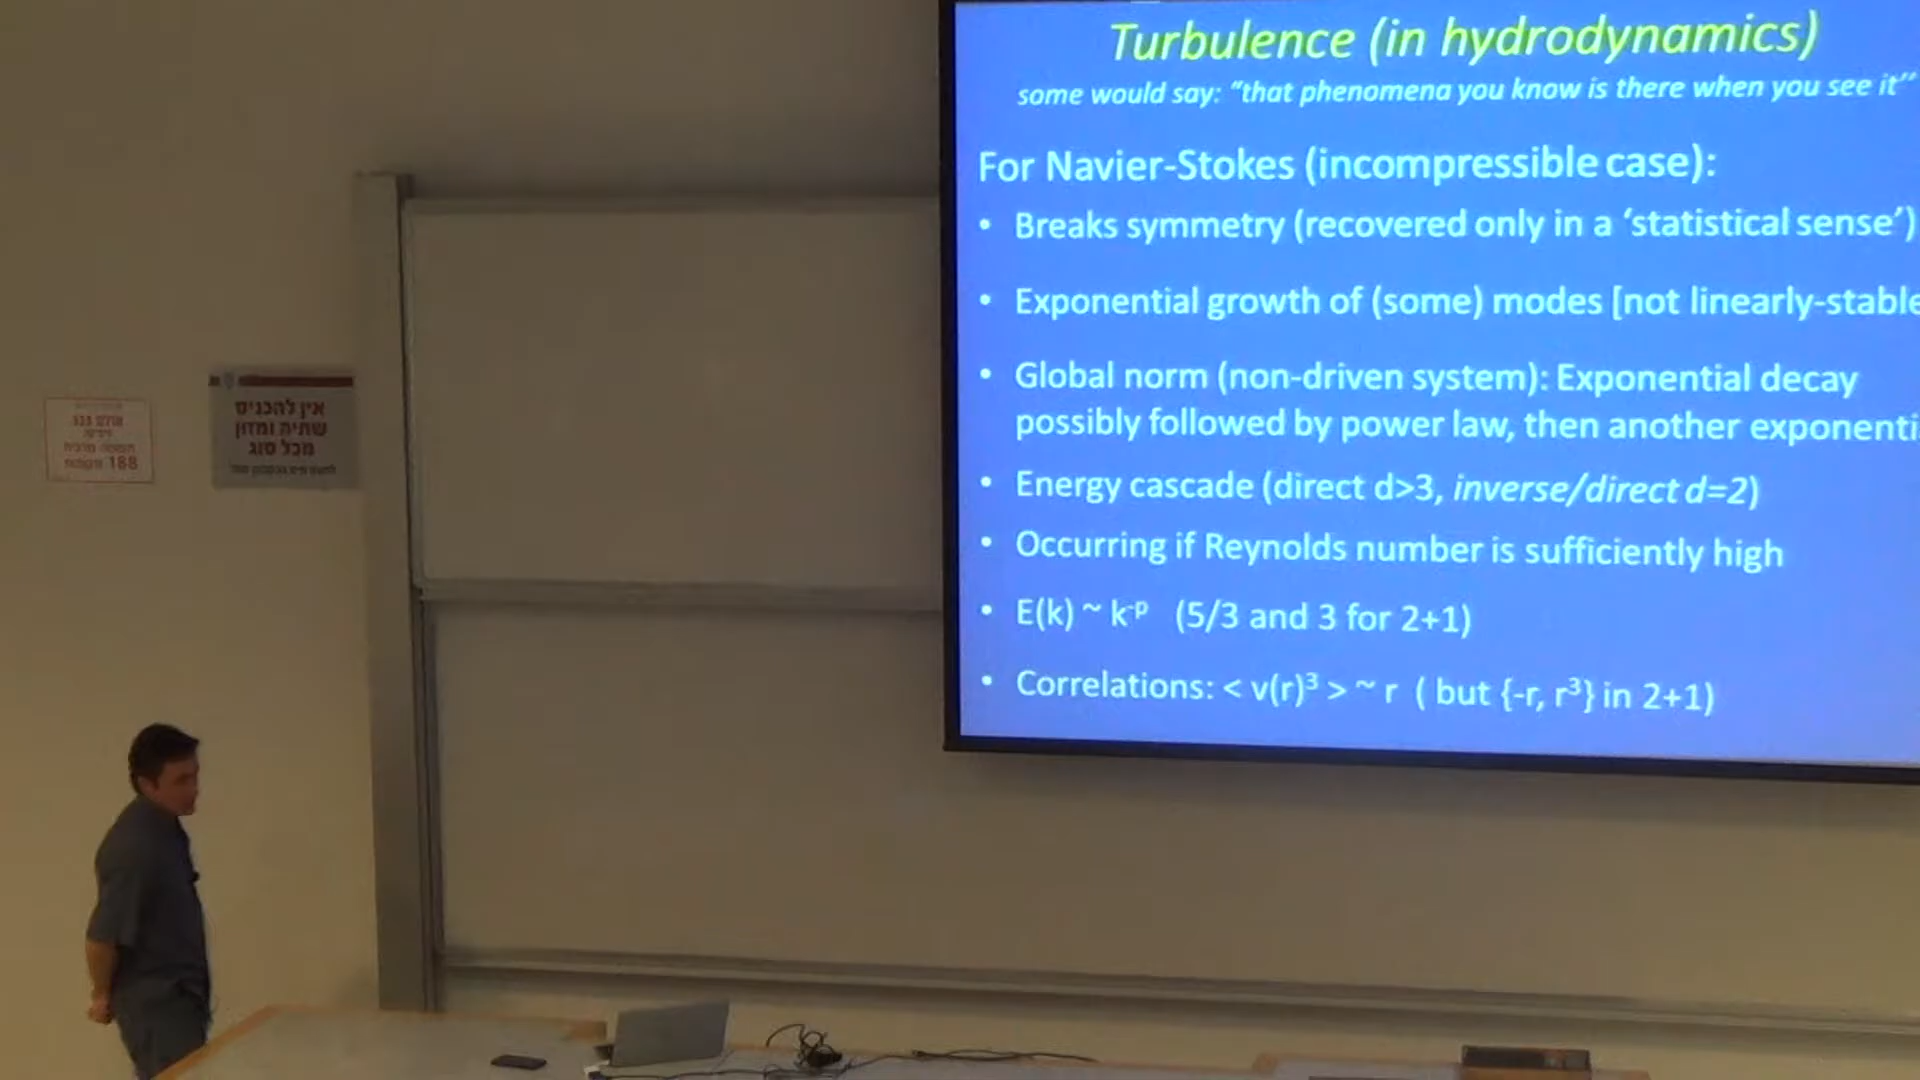 Turbulence (in hydrodynamics)
some would say: “that phenomena you know is there when you see it”
For Navier-Stokes (incompressible case):
• Breaks symmetry (recovered only in a ‘statistical sense’)
• Exponential growth of (some) modes [not linearly-stable
• Global norm (non-driven system): Exponential decay
possibly followed by power law, then another exponenti
• Energy cascade (direct d>3, inverse/direct d=2)
• Occurring if Reynolds number is sufficiently high
• E(k) ~ k⁻ᵖ (5/3 and 3 for 2+1)
• Correlations: < v(r)³ > ~ r ( but {-r, r³} in 2+1)
אין להכניס
שתיה ומזון
מכל סוג
188